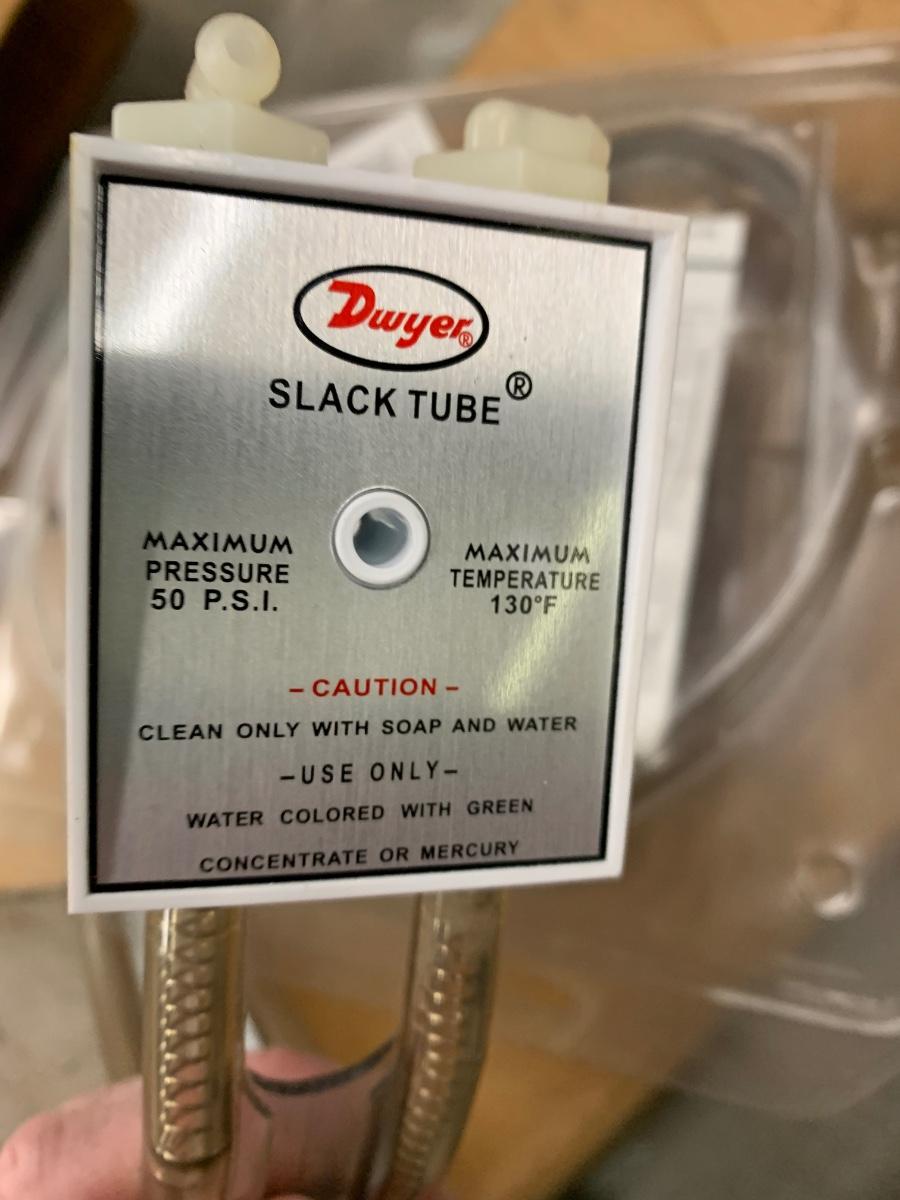 Dwyer®
SLACK TUBE®
MAXIMUM
PRESSURE
50 P.S.I.
MAXIMUM
TEMPERATURE
130°F
– CAUTION –
CLEAN ONLY WITH SOAP AND WATER
–USE ONLY–
WATER COLORED WITH GREEN
CONCENTRATE OR MERCURY